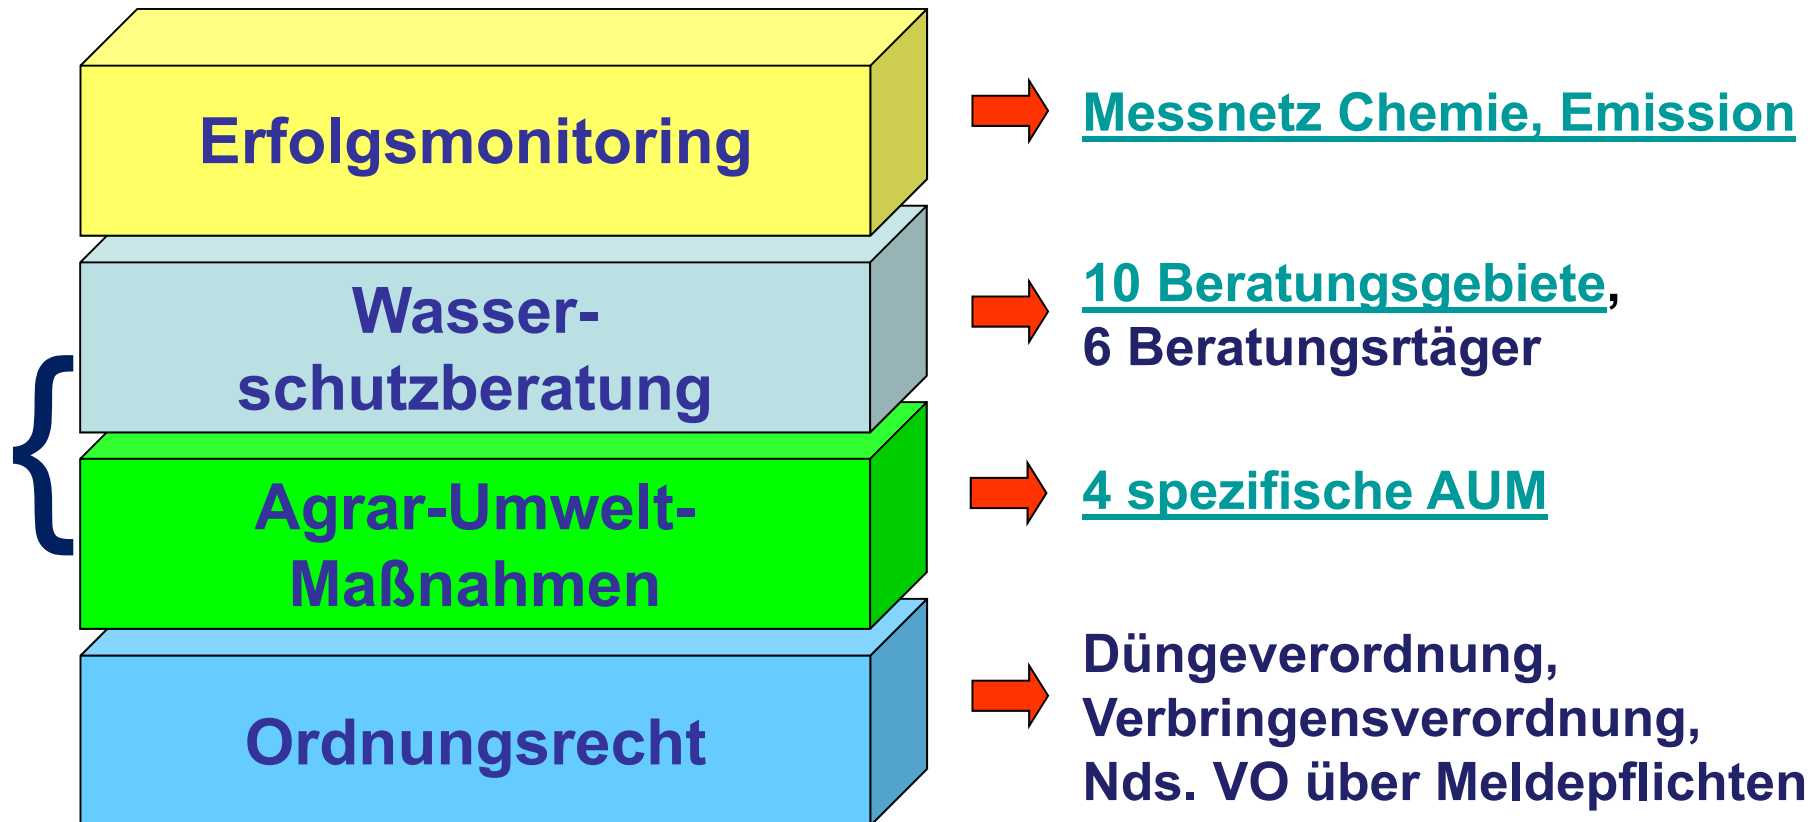 Erfolgsmonitoring
Messnetz Chemie, Emission
Wasser-
schutzberatung
10 Beratungsgebiete,
6 Beratungsrtäger
Agrar-Umwelt-
Maßnahmen
4 spezifische AUM
Ordnungsrecht
Düngeverordnung,
Verbringensverordnung,
Nds. VO über Meldepflichten